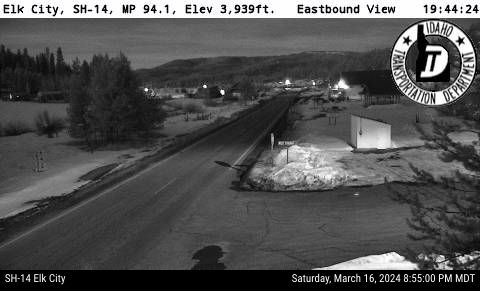 Elk City, SH-14, MP 94.1, Elev 3,939ft. Eastbound View 19:44:24
IDAHO
TRANSPORTATION DEPARTMENT
SH-14 Elk City Saturday, March 16, 2024 8:55:00 PM MDT